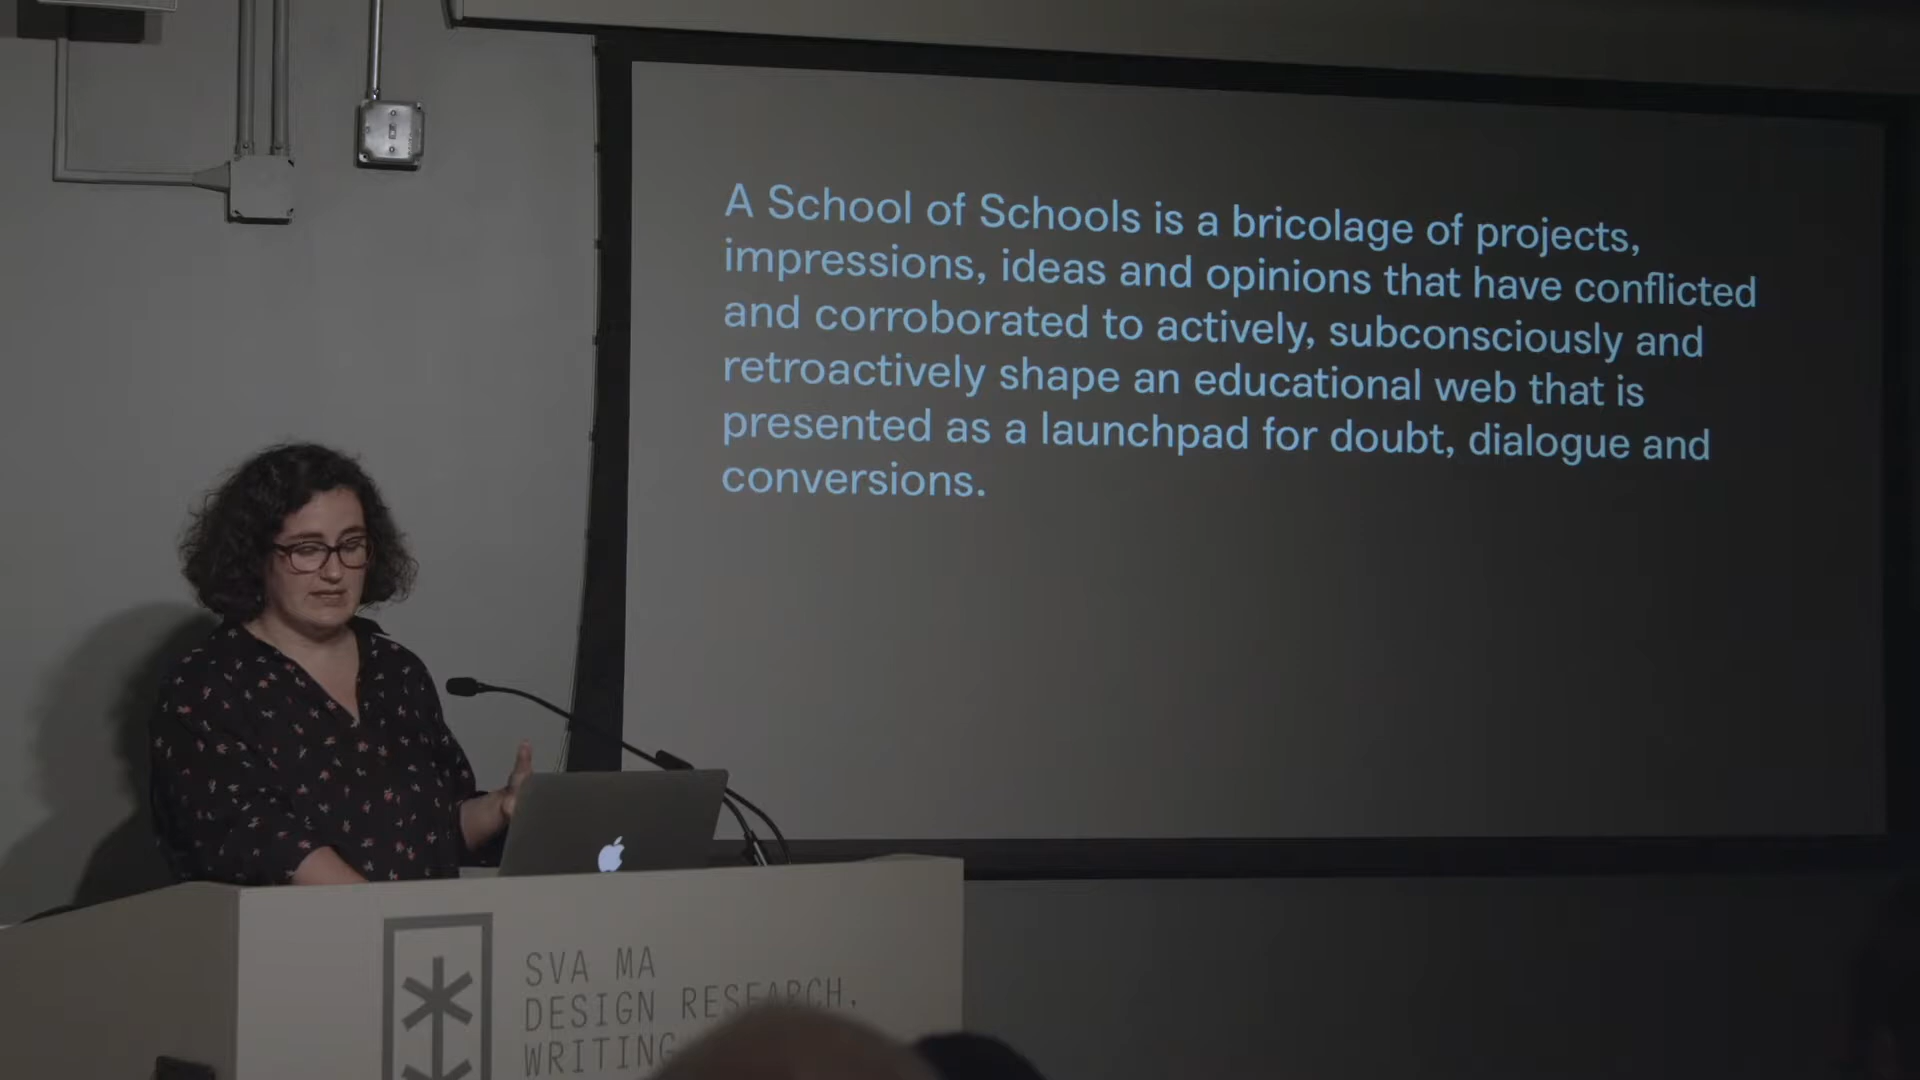 A School of Schools is a bricolage of projects,
impressions, ideas and opinions that have conflicted
and corroborated to actively, subconsciously and
retroactively shape an educational web that is
presented as a launchpad for doubt, dialogue and
conversions.
SVA MA
DESIGN RESEARCH,
WRITING